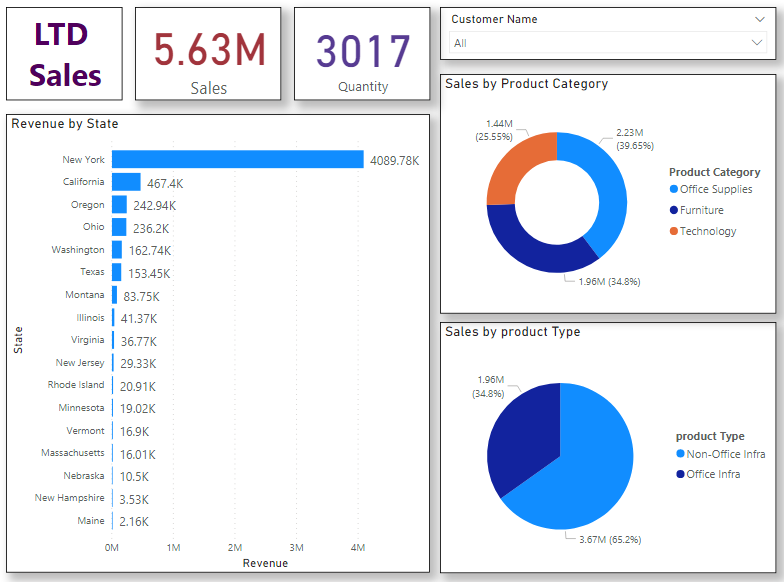 LTD
Sales
5.63M
Sales
3017
Quantity
Customer Name
All
Revenue by State
New York 4089.78K
California 467.4K
Oregon 242.94K
Ohio 236.2K
Washington 162.74K
Texas 153.45K
Montana 83.75K
Illinois 41.37K
Virginia 36.77K
New Jersey 29.33K
Rhode Island 20.91K
Minnesota 19.02K
Vermont 16.9K
Massachusetts 16.01K
Nebraska 10.5K
New Hampshire 3.53K
Maine 2.16K
State
0M 1M 2M 3M 4M
Revenue
Sales by Product Category
1.44M
(25.55%)
2.23M
(39.65%)
1.96M (34.8%)
Product Category
Office Supplies
Furniture
Technology
Sales by product Type
1.96M
(34.8%)
3.67M (65.2%)
product Type
Non-Office Infra
Office Infra